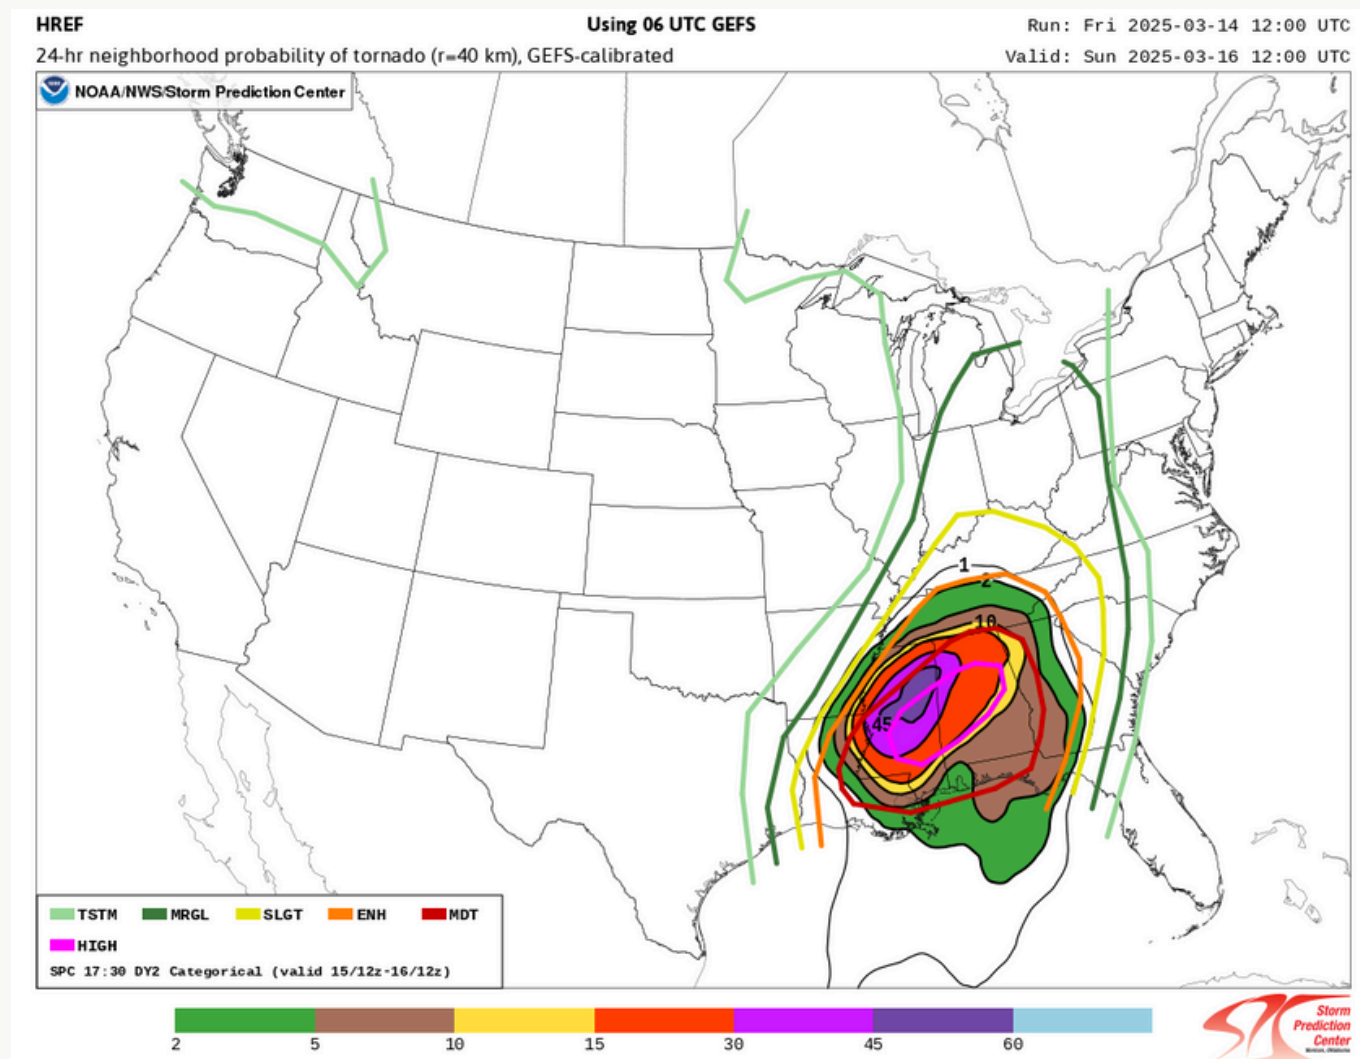 HREF
Using 06 UTC GEFS
Run: Fri 2025-03-14 12:00 UTC
24-hr neighborhood probability of tornado (r=40 km), GEFS-calibrated
Valid: Sun 2025-03-16 12:00 UTC
NOAA/NWS/Storm Prediction Center
1
2
10
45
TSTM MRGL SLGT ENH MDT
HIGH
SPC 17:30 DY2 Categorical (valid 15/12z-16/12z)
2 5 10 15 30 45 60
Storm
Prediction
Center